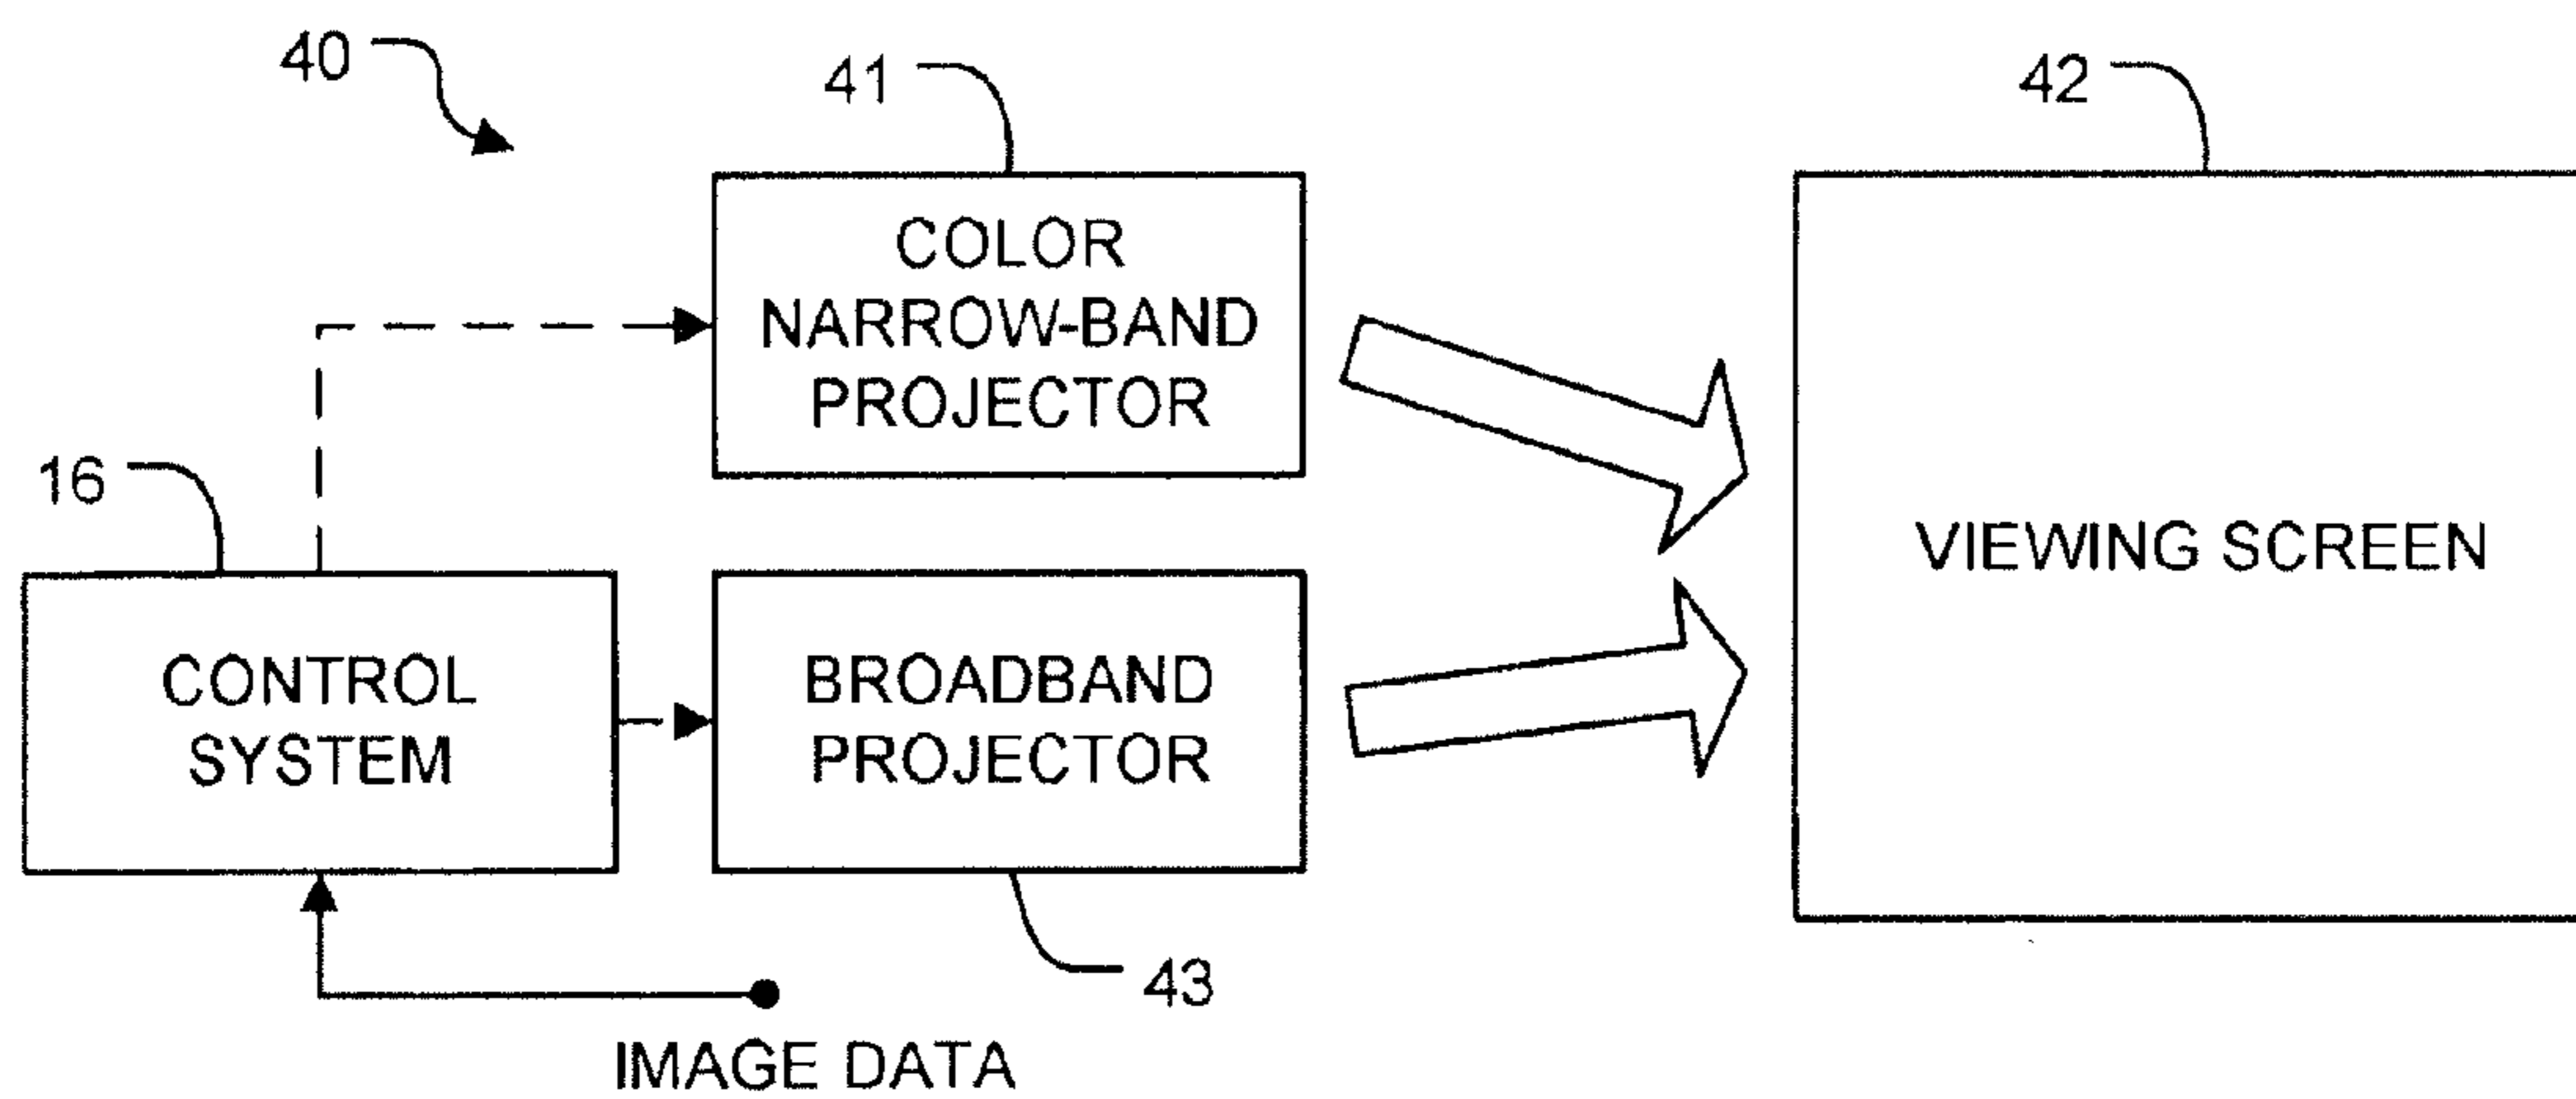 40
41
42
COLOR
NARROW-BAND
PROJECTOR
16
VIEWING SCREEN
CONTROL
SYSTEM
BROADBAND
PROJECTOR
43
IMAGE DATA